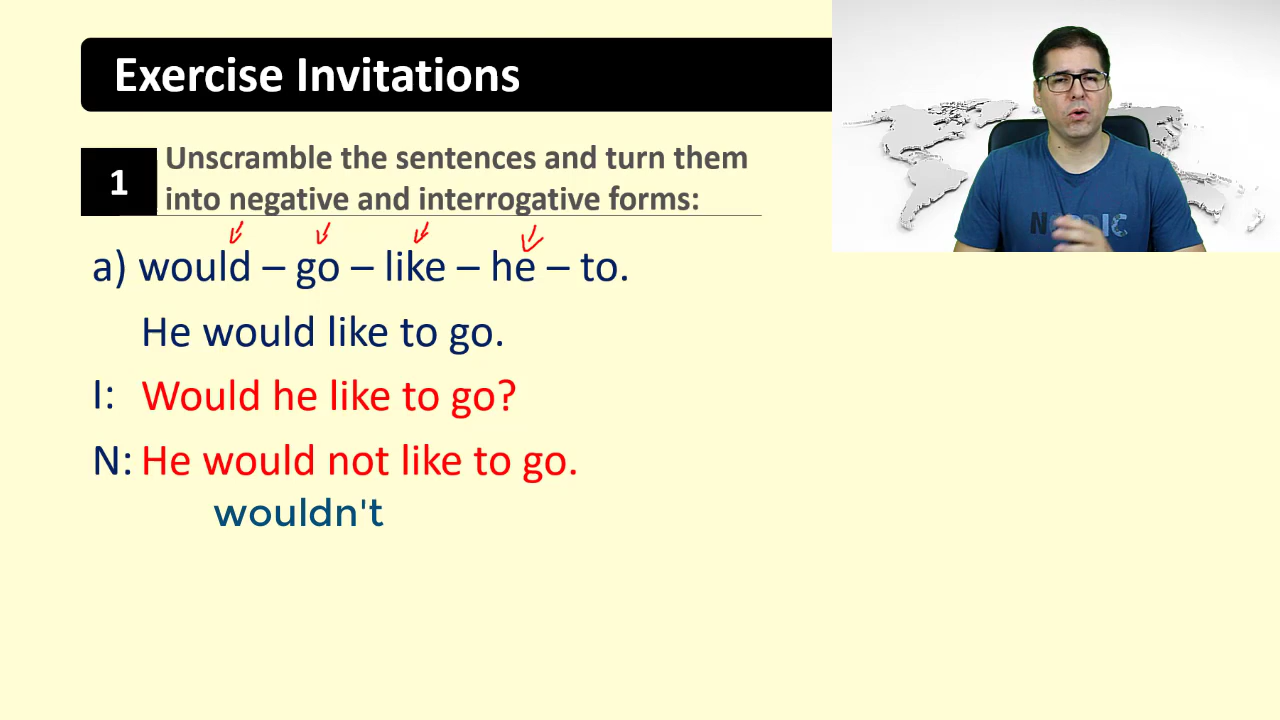 Exercise Invitations
1
Unscramble the sentences and turn them
into negative and interrogative forms:
a) would – go – like – he – to.
He would like to go.
I: Would he like to go?
N: He would not like to go.
wouldn't